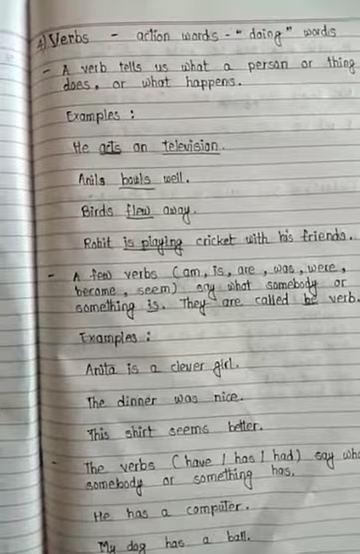 4) Verbs - action words - "doing" words
- A verb tells us what a person or thing
does, or what happens.
Examples :
He acts on television.
Anils bowls well.
Birds flew away.
Rohit is playing cricket with his friends.
- A few verbs (am, is, are, was, were,
become, seem) say what somebody or
something is. They are called be verb.
Examples :
Anita is a clever girl.
The dinner was nice.
This shirt seems better.
- The verbs (have / has / had) say
somebody or something has.
He has a computer.
My dog has a ball.